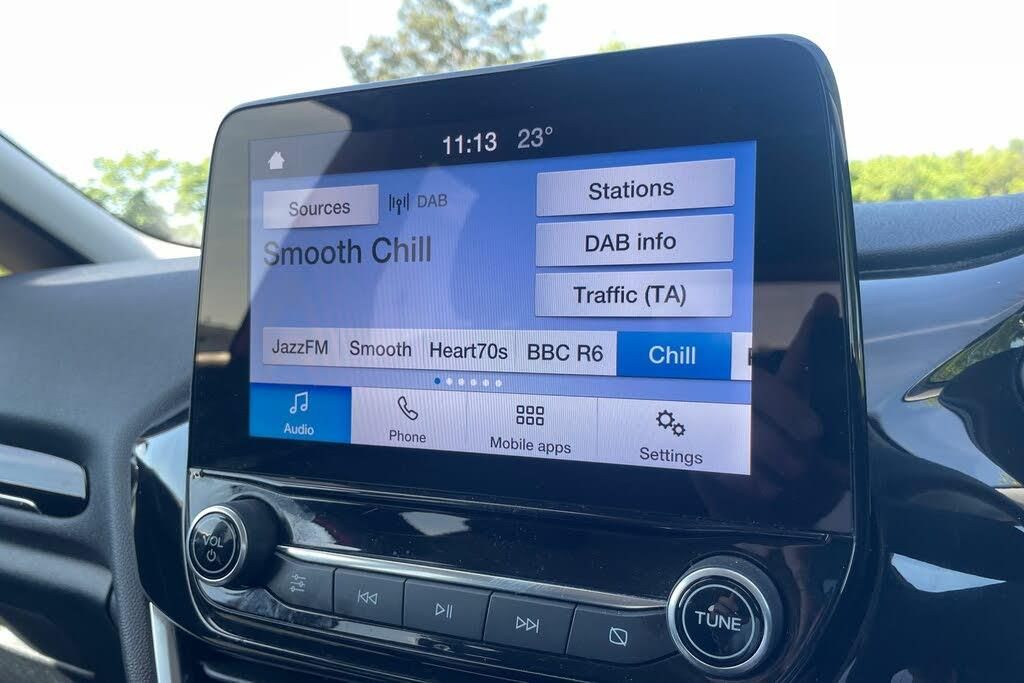 11:13 23°
Sources DAB
Smooth Chill
Stations
DAB info
Traffic (TA)
JazzFM Smooth Heart70s BBC R6 Chill
Audio Phone Mobile apps Settings
VOL
TUNE